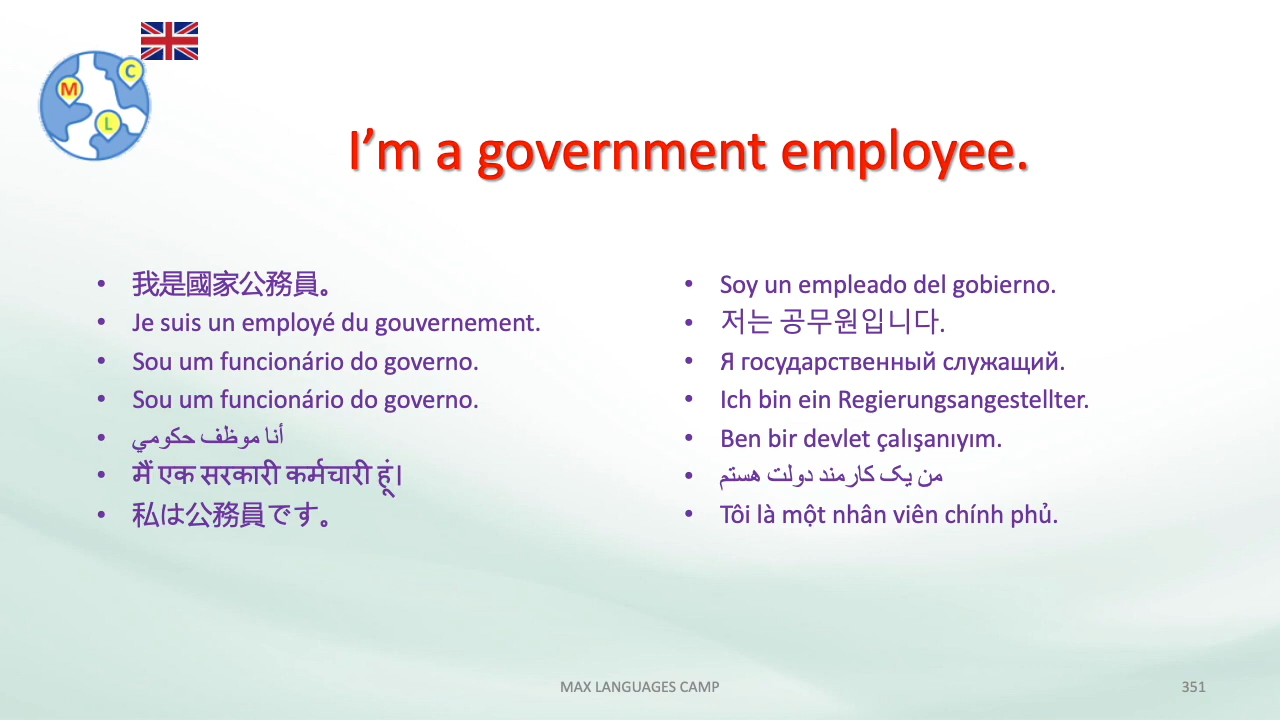 C
M
L
I’m a government employee.
• 我是國家公務員。
• Je suis un employé du gouvernement.
• Sou um funcionário do governo.
• Sou um funcionário do governo.
• أنا موظف حكومي
• मैं एक सरकारी कर्मचारी हूं।
• 私は公務員です。
• Soy un empleado del gobierno.
• 저는 공무원입니다.
• Я государственный служащий.
• Ich bin ein Regierungsangestellter.
• Ben bir devlet çalışanıyım.
• من یک کارمند دولت هستم
• Tôi là một nhân viên chính phủ.
MAX LANGUAGES CAMP
351